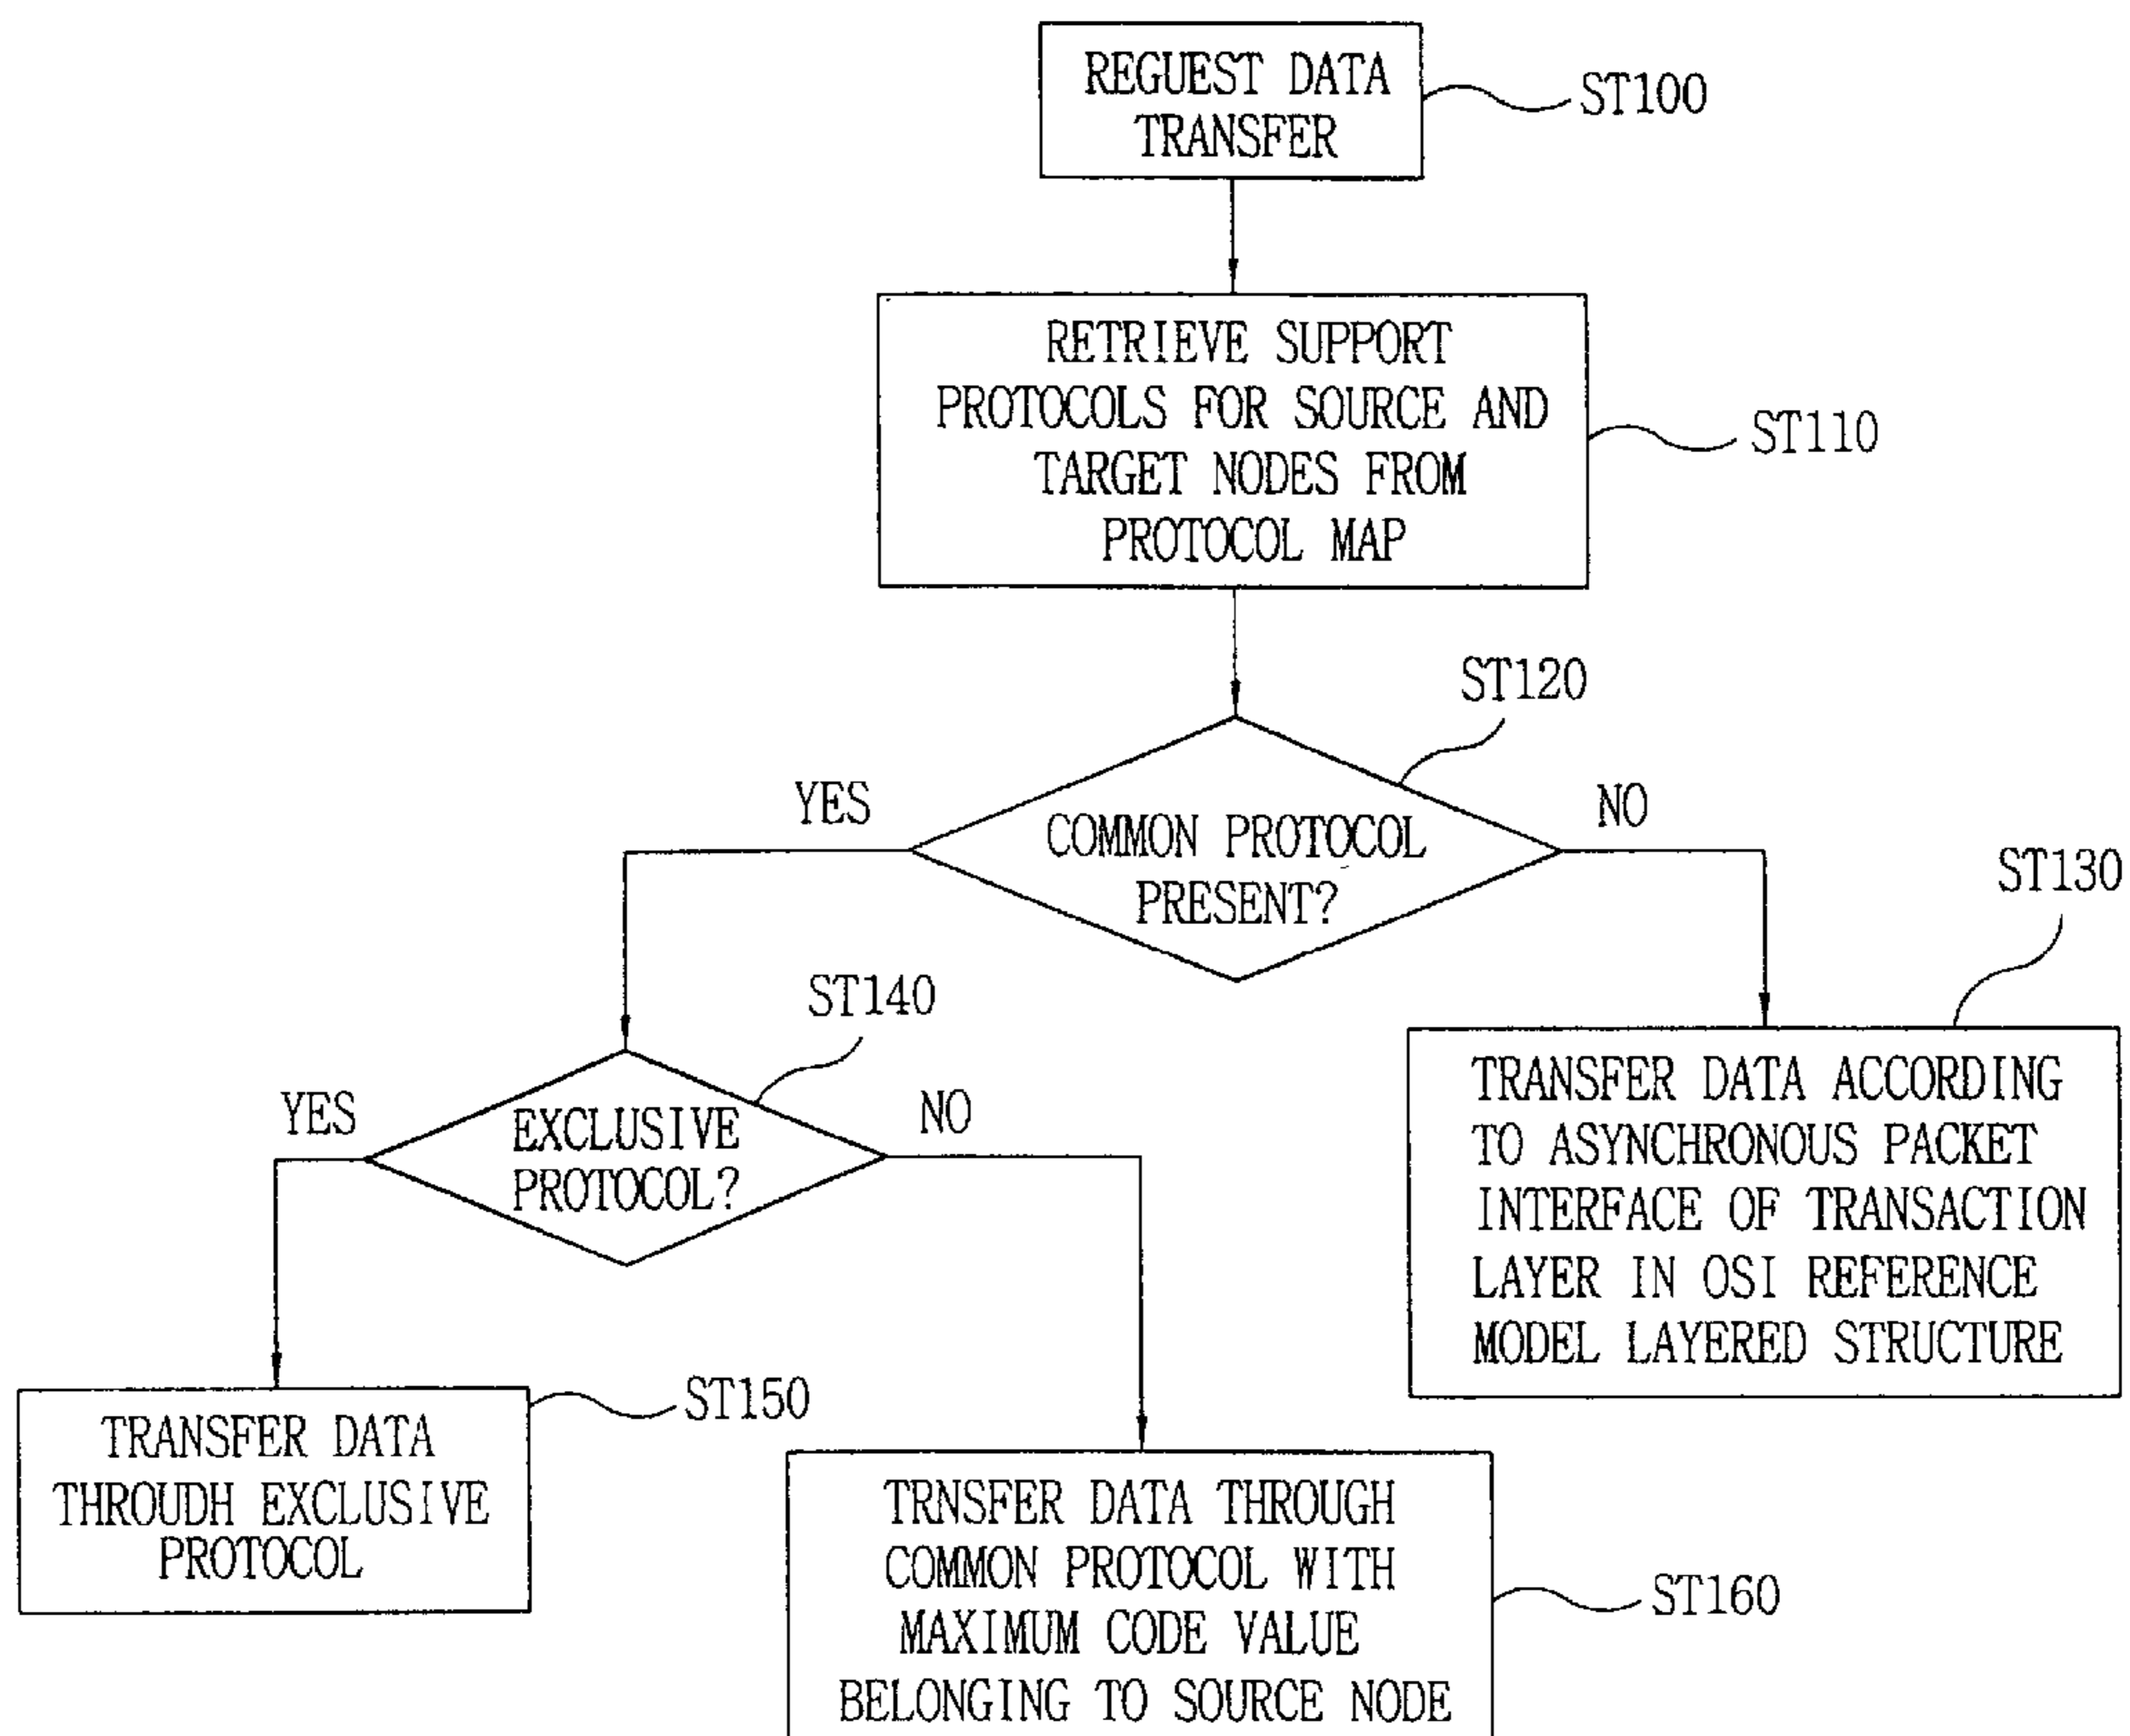 REGUEST DATA
TRANSFER
ST100
RETRIEVE SUPPORT
PROTOCOLS FOR SOURCE AND
TARGET NODES FROM
PROTOCOL MAP
ST110
ST120
YES
NO
COMMON PROTOCOL
PRESENT?
ST130
ST140
YES
NO
EXCLUSIVE
PROTOCOL?
TRANSFER DATA ACCORDING
TO ASYNCHRONOUS PACKET
INTERFACE OF TRANSACTION
LAYER IN OSI REFERENCE
MODEL LAYERED STRUCTURE
ST150
TRANSFER DATA
THROUDH EXCLUSIVE
PROTOCOL
TRNSFER DATA THROUGH
COMMON PROTOCOL WITH
MAXIMUM CODE VALUE
BELONGING TO SOURCE NODE
ST160